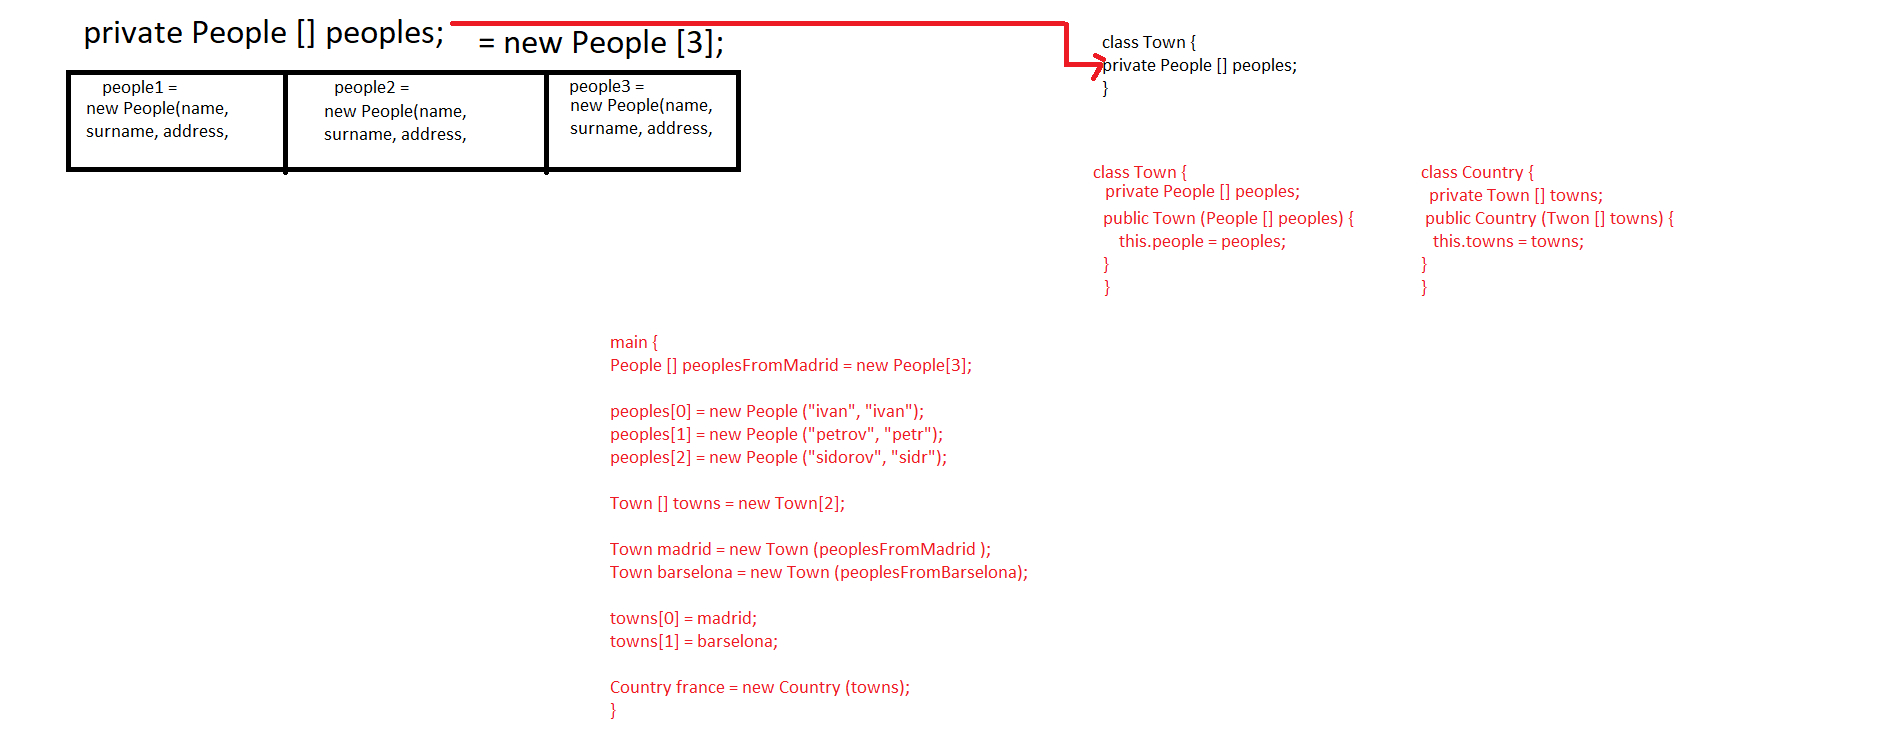 private People [] peoples;
= new People [3];
people1 =
new People(name,
surname, address,
people2 =
new People(name,
surname, address,
people3 =
new People(name,
surname, address,
class Town {
private People [] peoples;
}
class Town {
private People [] peoples;
public Town (People [] peoples) {
this.people = peoples;
}
}
class Country {
private Town [] towns;
public Country (Twon [] towns) {
this.towns = towns;
}
}
main {
People [] peoplesFromMadrid = new People[3];
peoples[0] = new People ("ivan", "ivan");
peoples[1] = new People ("petrov", "petr");
peoples[2] = new People ("sidorov", "sidr");
Town [] towns = new Town[2];
Town madrid = new Town (peoplesFromMadrid );
Town barselona = new Town (peoplesFromBarselona);
towns[0] = madrid;
towns[1] = barselona;
Country france = new Country (towns);
}